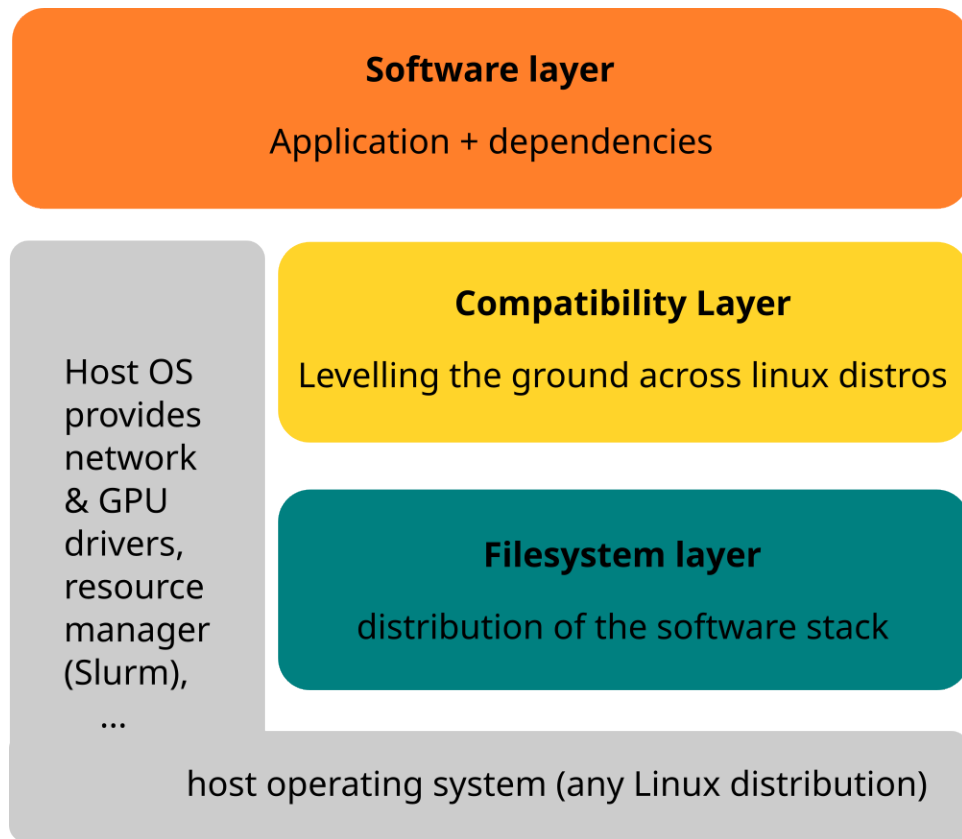 Software layer
Application + dependencies
Host OS
provides
network
& GPU
drivers,
resource
manager
(Slurm),
...
Compatibility Layer
Levelling the ground across linux distros
Filesystem layer
distribution of the software stack
host operating system (any Linux distribution)